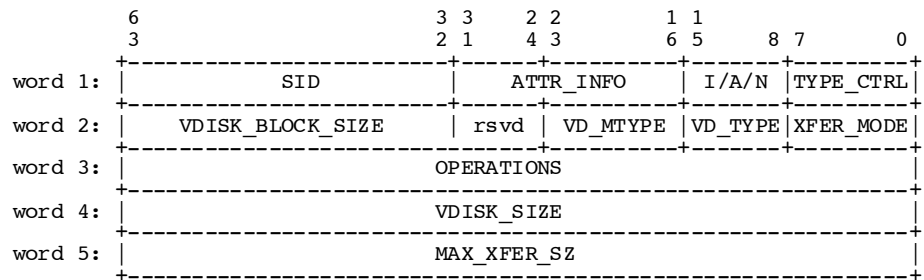 6 3 3 2 2 1 1
3 2 1 4 3 6 5 8 7 0
word 1: | SID | ATTR_INFO | I/A/N |TYPE_CTRL|
word 2: | VDISK_BLOCK_SIZE | rsvd | VD_MTYPE |VD_TYPE|XFER_MODE|
word 3: | OPERATIONS |
word 4: | VDISK_SIZE |
word 5: | MAX_XFER_SZ |